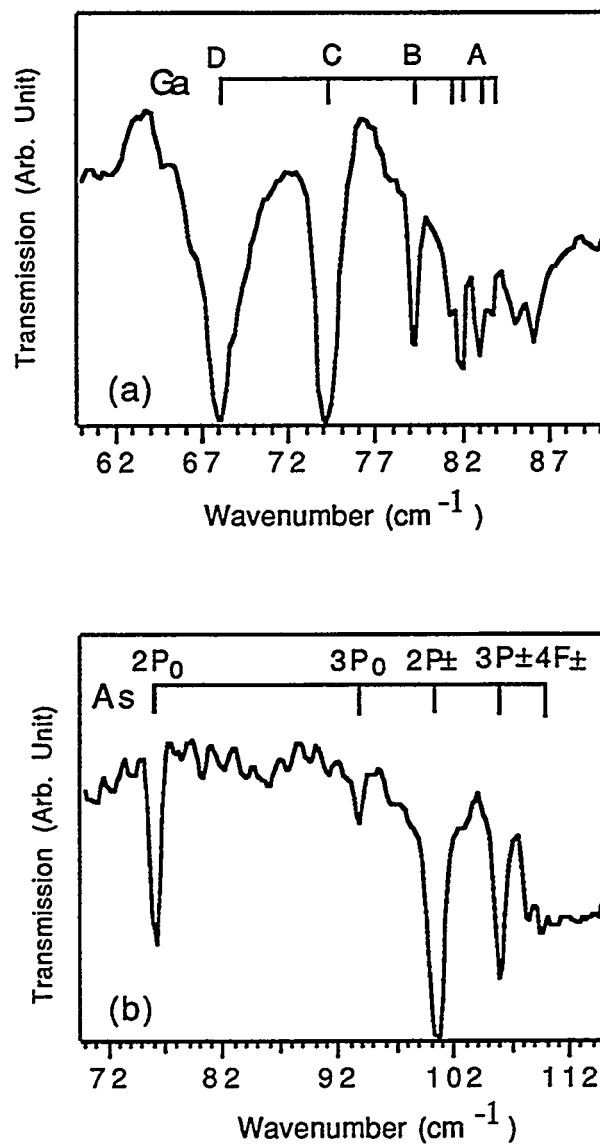 D C B A
Ga
Transmission (Arb. Unit)
(a)
62 67 72 77 82 87
Wavenumber (cm -1 )
2P0 3P0 2P± 3P± 4F±
As
Transmission (Arb. Unit)
(b)
72 82 92 102 112
Wavenumber (cm -1 )